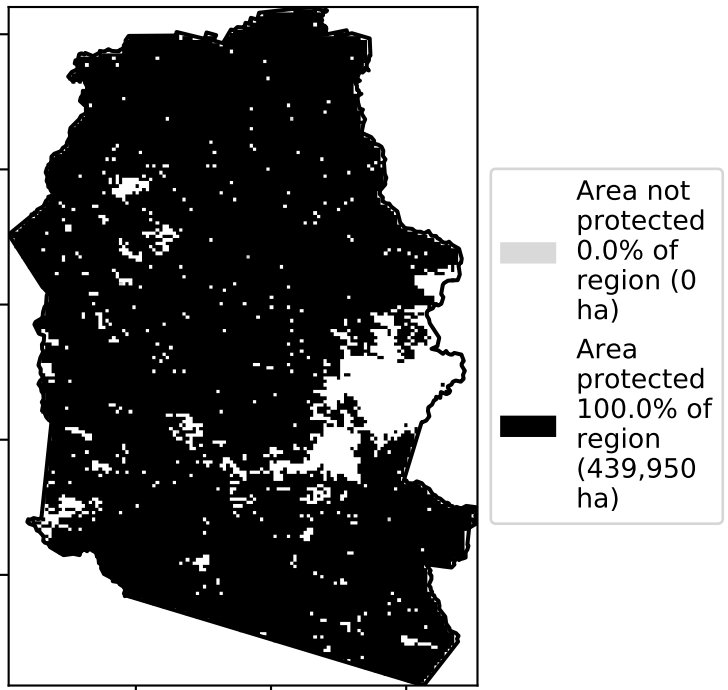 Area not
protected
0.0% of
region (0
ha)
Area
protected
100.0% of
region
(439,950
ha)